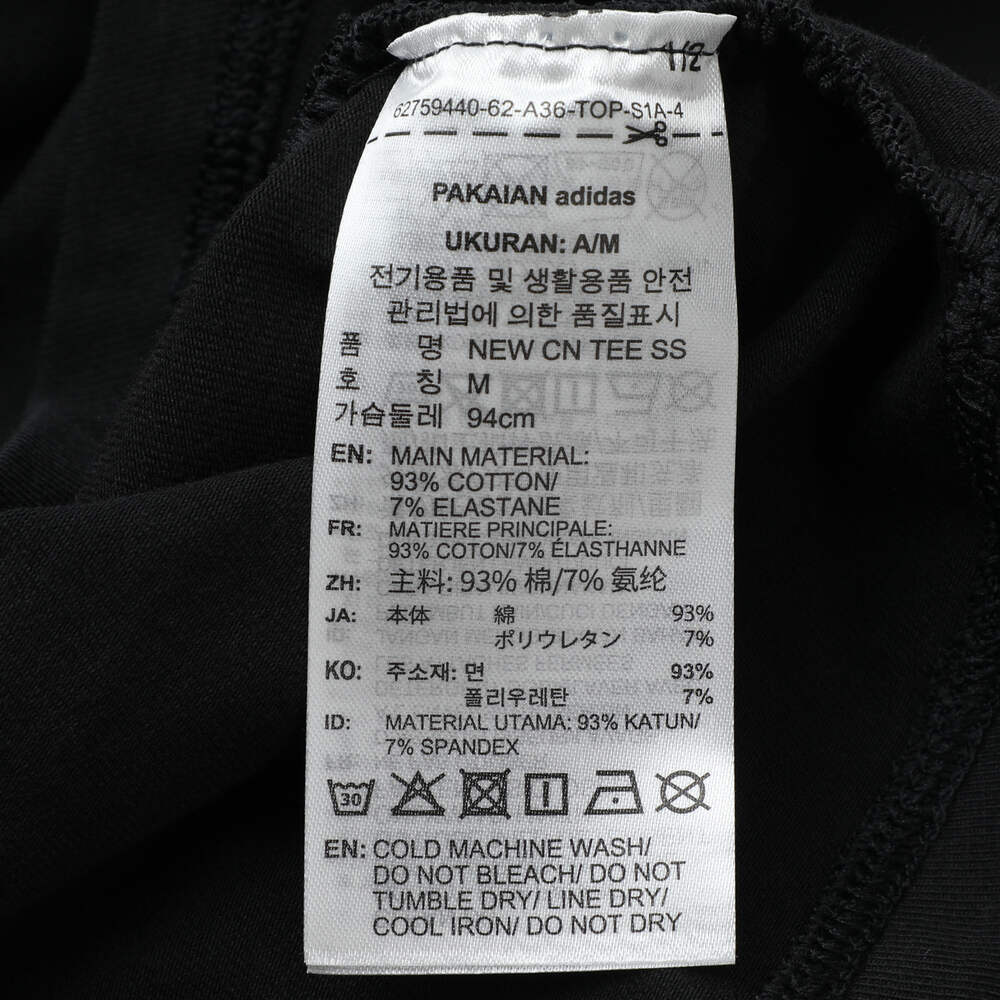 1/2
62759440-62-A36-TOP-S1A-4
PAKAIAN adidas
UKURAN: A/M
전기용품 및 생활용품 안전
관리법에 의한 품질표시
품 명 NEW CN TEE SS
호 칭 M
가슴둘레 94cm
EN: MAIN MATERIAL:
93% COTTON/
7% ELASTANE
FR: MATIERE PRINCIPALE:
93% COTON/7% ÉLASTHANNE
ZH: 主料: 93% 棉/7% 氨纶
JA: 本体 綿 93%
ポリウレタン 7%
KO: 주소재: 면 93%
폴리우레탄 7%
ID: MATERIAL UTAMA: 93% KATUN/
7% SPANDEX
30
EN: COLD MACHINE WASH/
DO NOT BLEACH/ DO NOT
TUMBLE DRY/ LINE DRY/
COOL IRON/ DO NOT DRY